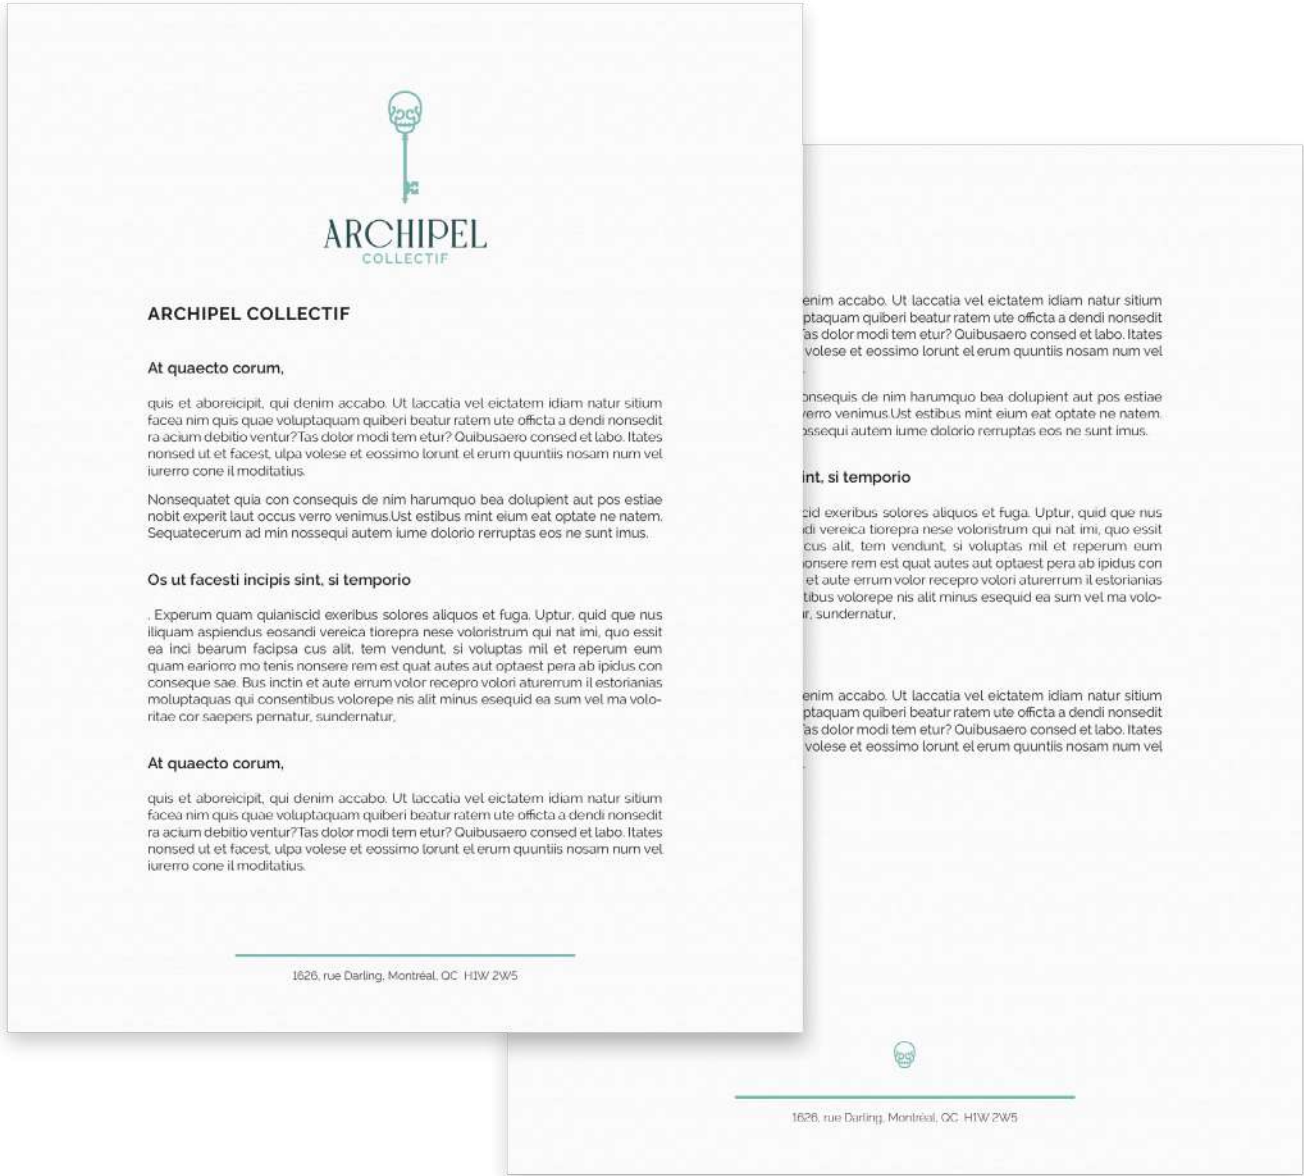 ARCHIPEL
COLLECTIF
ARCHIPEL COLLECTIF
At quaecto corum,
quis et aboreicipit, qui denim accabo. Ut laccatia vel eictatem idiam natur sitium
facea nim quis quae voluptaquam quiberi beatur ratem ute officta a dendi nonsedit
ra acium debitio ventur?Tas dolor modi tem etur? Quibusaero consed et labo. Itates
nonsed ut et facest, ulpa volese et eossimo lorunt el erum quuntiis nosam num vel
iurerro cone il moditatius.
Nonsequatet quia con consequis de nim harumquo bea dolupient aut pos estiae
nobit experit laut occus verro venimus.Ust estibus mint eium eat optate ne natem.
Sequatecerum ad min nossequi autem iume dolorio rerruptas eos ne sunt imus.
Os ut facesti incipis sint, si temporio
. Experum quam quianiscid exeribus solores aliquos et fuga. Uptur, quid que nus
iliquam aspiendus eosandi vereica tiorepra nese voloristrum qui nat imi, quo essit
ea inci bearum facipsa cus alit, tem vendunt, si voluptas mil et reperum eum
quam eariorro mo tenis nonsere rem est quat autes aut optaest pera ab ipidus con
conseque sae. Bus inctin et aute errum volor recepro volori aturerrum il estorianias
moluptaquas qui consentibus volorepe nis alit minus esequid ea sum vel ma volo-
ritae cor saepers pernatur, sundernatur,
At quaecto corum,
quis et aboreicipit, qui denim accabo. Ut laccatia vel eictatem idiam natur sitium
facea nim quis quae voluptaquam quiberi beatur ratem ute officta a dendi nonsedit
ra acium debitio ventur?Tas dolor modi tem etur? Quibusaero consed et labo. Itates
nonsed ut et facest, ulpa volese et eossimo lorunt el erum quuntiis nosam num vel
iurerro cone il moditatius.
1626, rue Darling, Montréal, QC H1W 2W5
enim accabo. Ut laccatia vel eictatem idiam natur sitium
ptaquam quiberi beatur ratem ute officta a dendi nonsedit
as dolor modi tem etur? Quibusaero consed et labo. Itates
volese et eossimo lorunt el erum quuntiis nosam num vel
.
onsequis de nim harumquo bea dolupient aut pos estiae
verro venimus.Ust estibus mint eium eat optate ne natem.
ossequi autem iume dolorio rerruptas eos ne sunt imus.
int, si temporio
cid exeribus solores aliquos et fuga. Uptur, quid que nus
di vereica tiorepra nese voloristrum qui nat imi, quo essit
cus alit, tem vendunt, si voluptas mil et reperum eum
onsere rem est quat autes aut optaest pera ab ipidus con
et aute errum volor recepro volori aturerrum il estorianias
tibus volorepe nis alit minus esequid ea sum vel ma volo-
r, sundernatur,
enim accabo. Ut laccatia vel eictatem idiam natur sitium
ptaquam quiberi beatur ratem ute officta a dendi nonsedit
as dolor modi tem etur? Quibusaero consed et labo. Itates
volese et eossimo lorunt el erum quuntiis nosam num vel
.
1626, rue Darling, Montréal, QC H1W 2W5